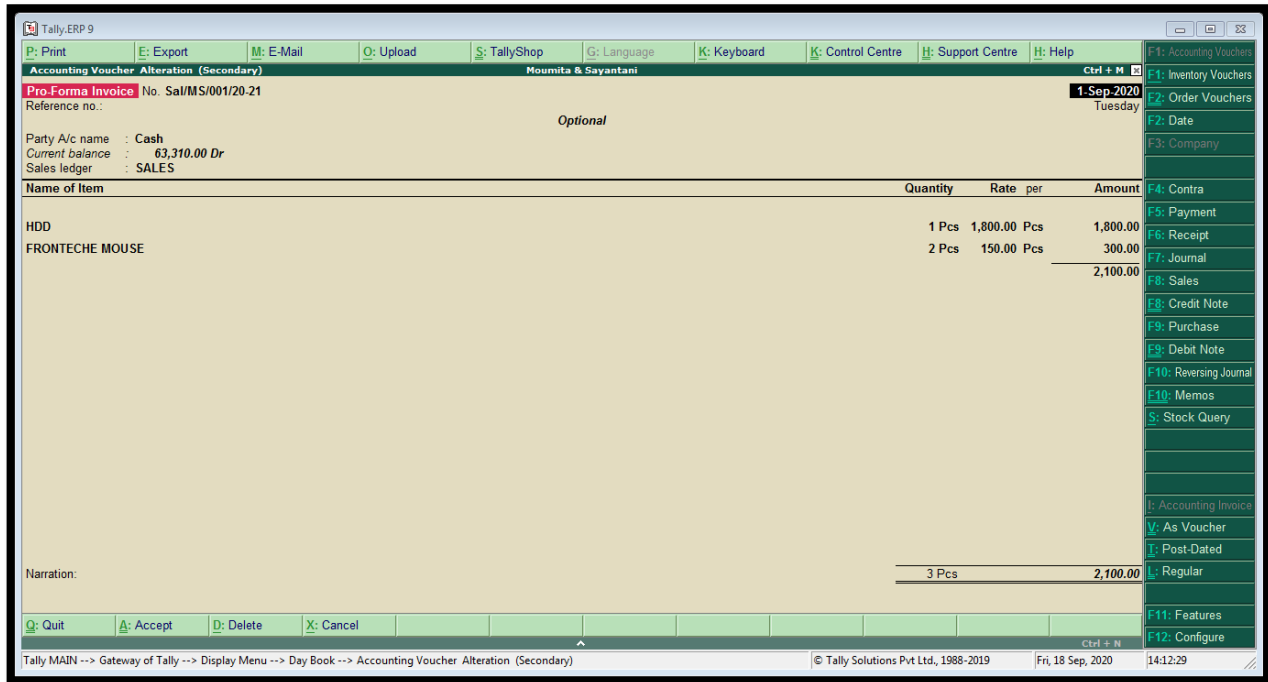 Tally.ERP 9
P: Print E: Export M: E-Mail O: Upload S: TallyShop G: Language K: Keyboard K: Control Centre H: Support Centre H: Help F1: Accounting Vouchers
Accounting Voucher Alteration (Secondary) Moumita & Sayantani Ctrl + M
F1: Inventory Vouchers
Pro-Forma Invoice No. Sal/MS/001/20-21 1-Sep-2020
F2: Order Vouchers
Reference no.: Tuesday
Optional
F2: Date
Party A/c name : Cash
F3: Company
Current balance : 63,310.00 Dr
Sales ledger : SALES
Name of Item Quantity Rate per Amount
F4: Contra
F5: Payment
HDD 1 Pcs 1,800.00 Pcs 1,800.00
F6: Receipt
FRONTECHE MOUSE 2 Pcs 150.00 Pcs 300.00
F7: Journal
2,100.00
F8: Sales
F8: Credit Note
F9: Purchase
F9: Debit Note
F10: Reversing Journal
F10: Memos
S: Stock Query
I: Accounting Invoice
V: As Voucher
T: Post-Dated
Narration: 3 Pcs 2,100.00
L: Regular
F11: Features
Q: Quit A: Accept D: Delete X: Cancel
F12: Configure
Ctrl + N
Tally MAIN --> Gateway of Tally --> Display Menu --> Day Book --> Accounting Voucher Alteration (Secondary) © Tally Solutions Pvt Ltd., 1988-2019 Fri, 18 Sep, 2020 14:12:29